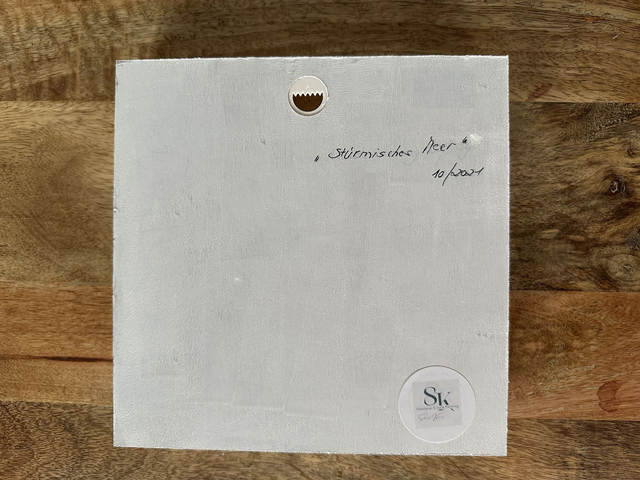 „Stürmisches Meer“
10/2021
SK